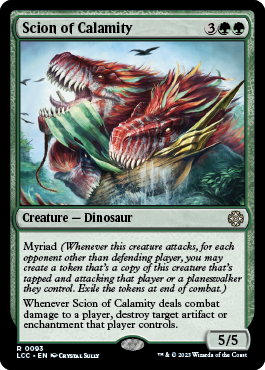 Scion of Calamity 3
Creature — Dinosaur
Myriad (Whenever this creature attacks, for each
opponent other than defending player, you may
create a token that's a copy of this creature that's
tapped and attacking that player or a planeswalker
they control. Exile the tokens at end of combat.)
Whenever Scion of Calamity deals combat
damage to a player, destroy target artifact or
enchantment that player controls.
5/5
R 0093
LCC • EN Crystal Sully ™ & © 2023 Wizards of the Coast